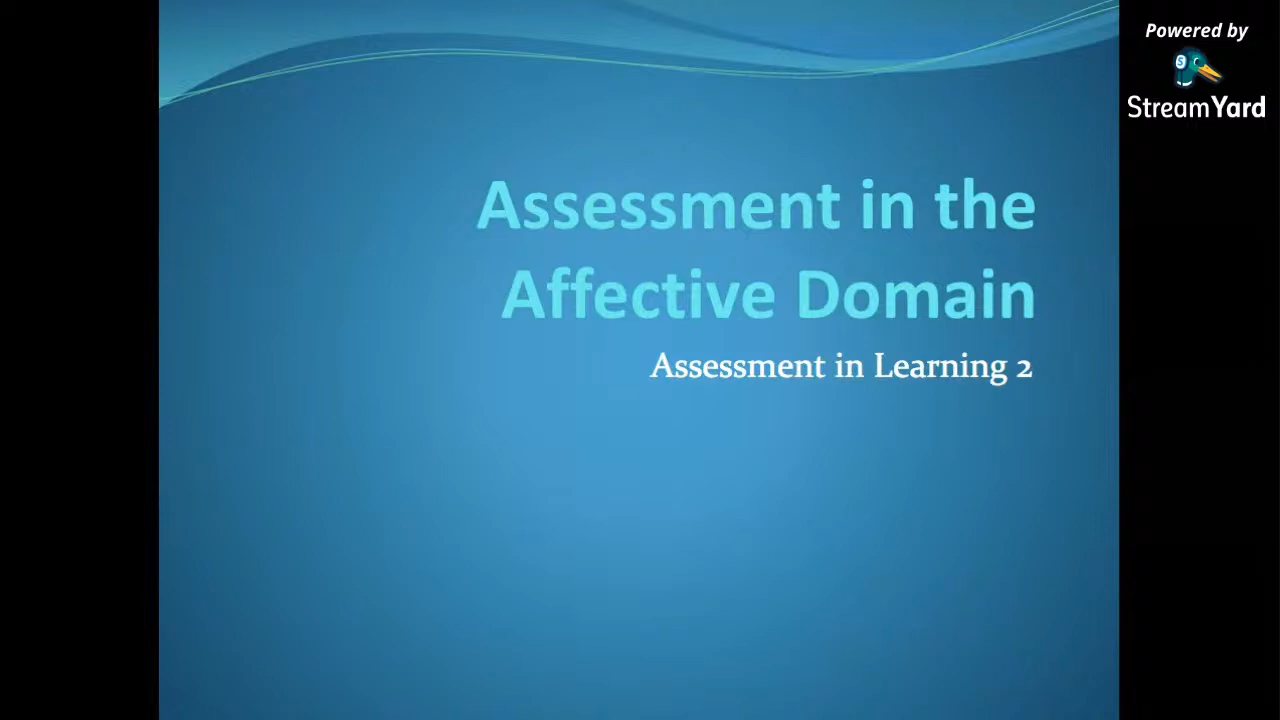 Powered by
StreamYard
Assessment in the
Affective Domain
Assessment in Learning 2